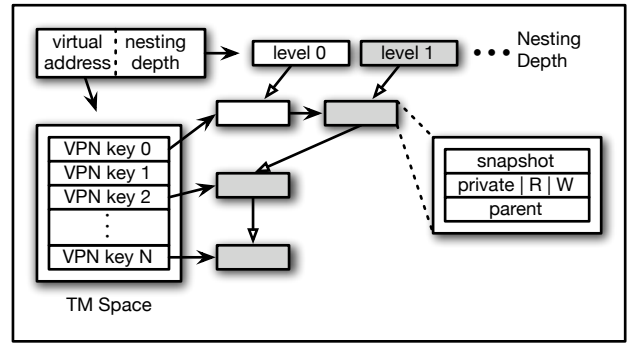 virtual address
nesting depth
level 0
level 1
• • •
Nesting Depth
VPN key 0
VPN key 1
VPN key 2
⋮
VPN key N
TM Space
snapshot
private | R | W
parent